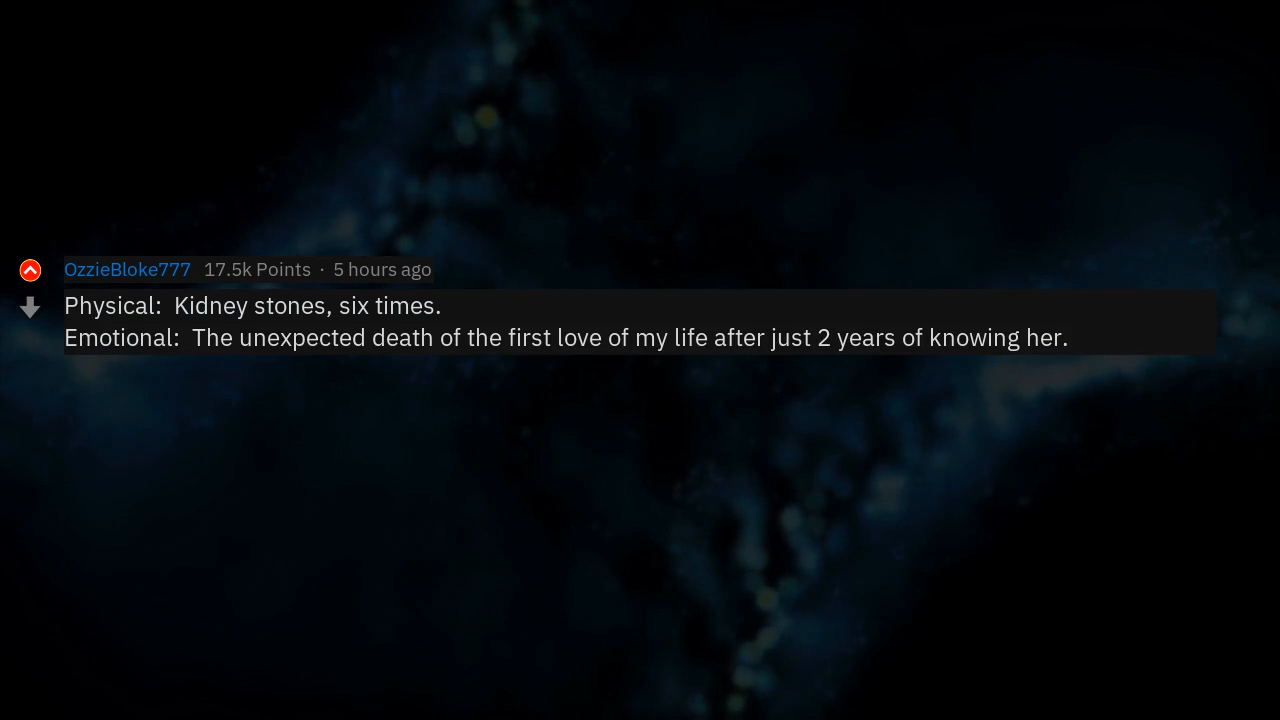 OzzieBloke777 17.5k Points · 5 hours ago
Physical: Kidney stones, six times.
Emotional: The unexpected death of the first love of my life after just 2 years of knowing her.